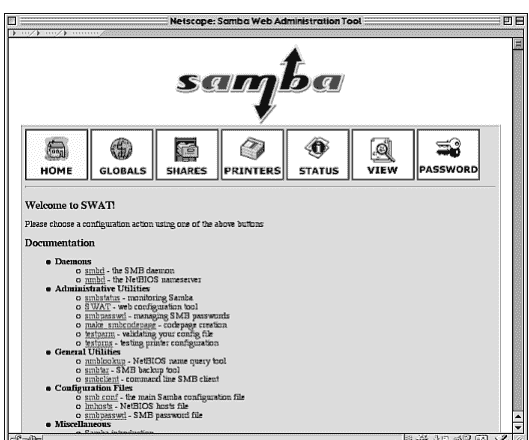 Netscape: Samba Web Administration Tool
samba
HOME GLOBALS SHARES PRINTERS STATUS VIEW PASSWORD
Welcome to SWAT!
Please choose a configuration action using one of the above buttons
Documentation
Daemons
smbd - the SMB daemon
nmbd - the NetBIOS nameserver
Administrative Utilities
smbstatus - monitoring Samba
SWAT - web configuration tool
smbpasswd - managing SMB passwords
make_smbcodepage - codepage creation
testparm - validating your config file
testprns - testing printer configuration
General Utilities
nmblookup - NetBIOS name query tool
smbtar - SMB backup tool
smbclient - command line SMB client
Configuration Files
smb.conf - the main Samba configuration file
lmhosts - NetBIOS hosts file
smbpasswd - SMB password file
Miscellaneous
Samba introduction